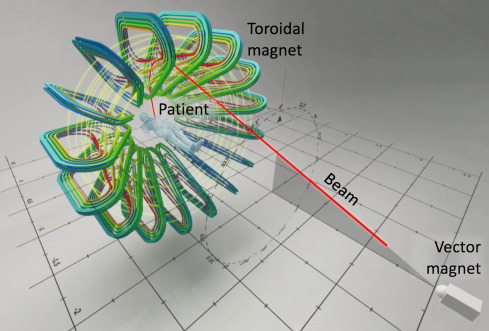 Toroidal
magnet
Patient
Beam
Vector
magnet